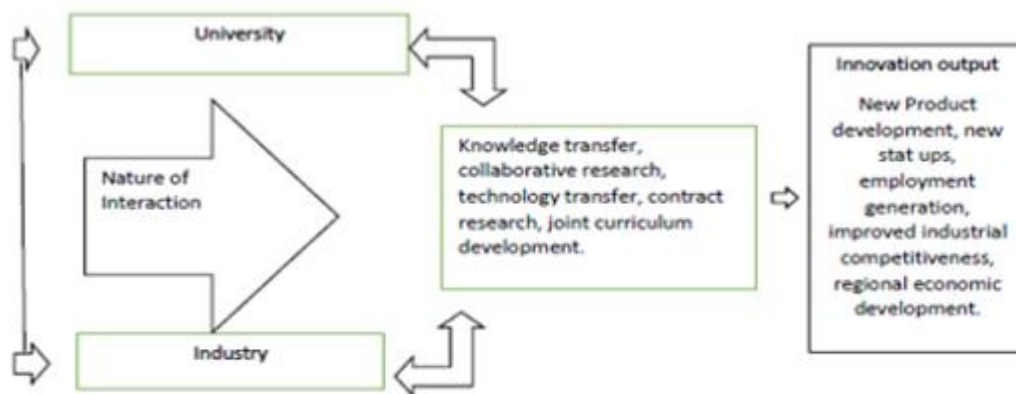 University
Nature of
Interaction
Industry
Knowledge transfer,
collaborative research,
technology transfer, contract
research, joint curriculum
development.
Innovation output
New Product
development, new
stat ups,
employment
generation,
improved industrial
competitiveness,
regional economic
development.